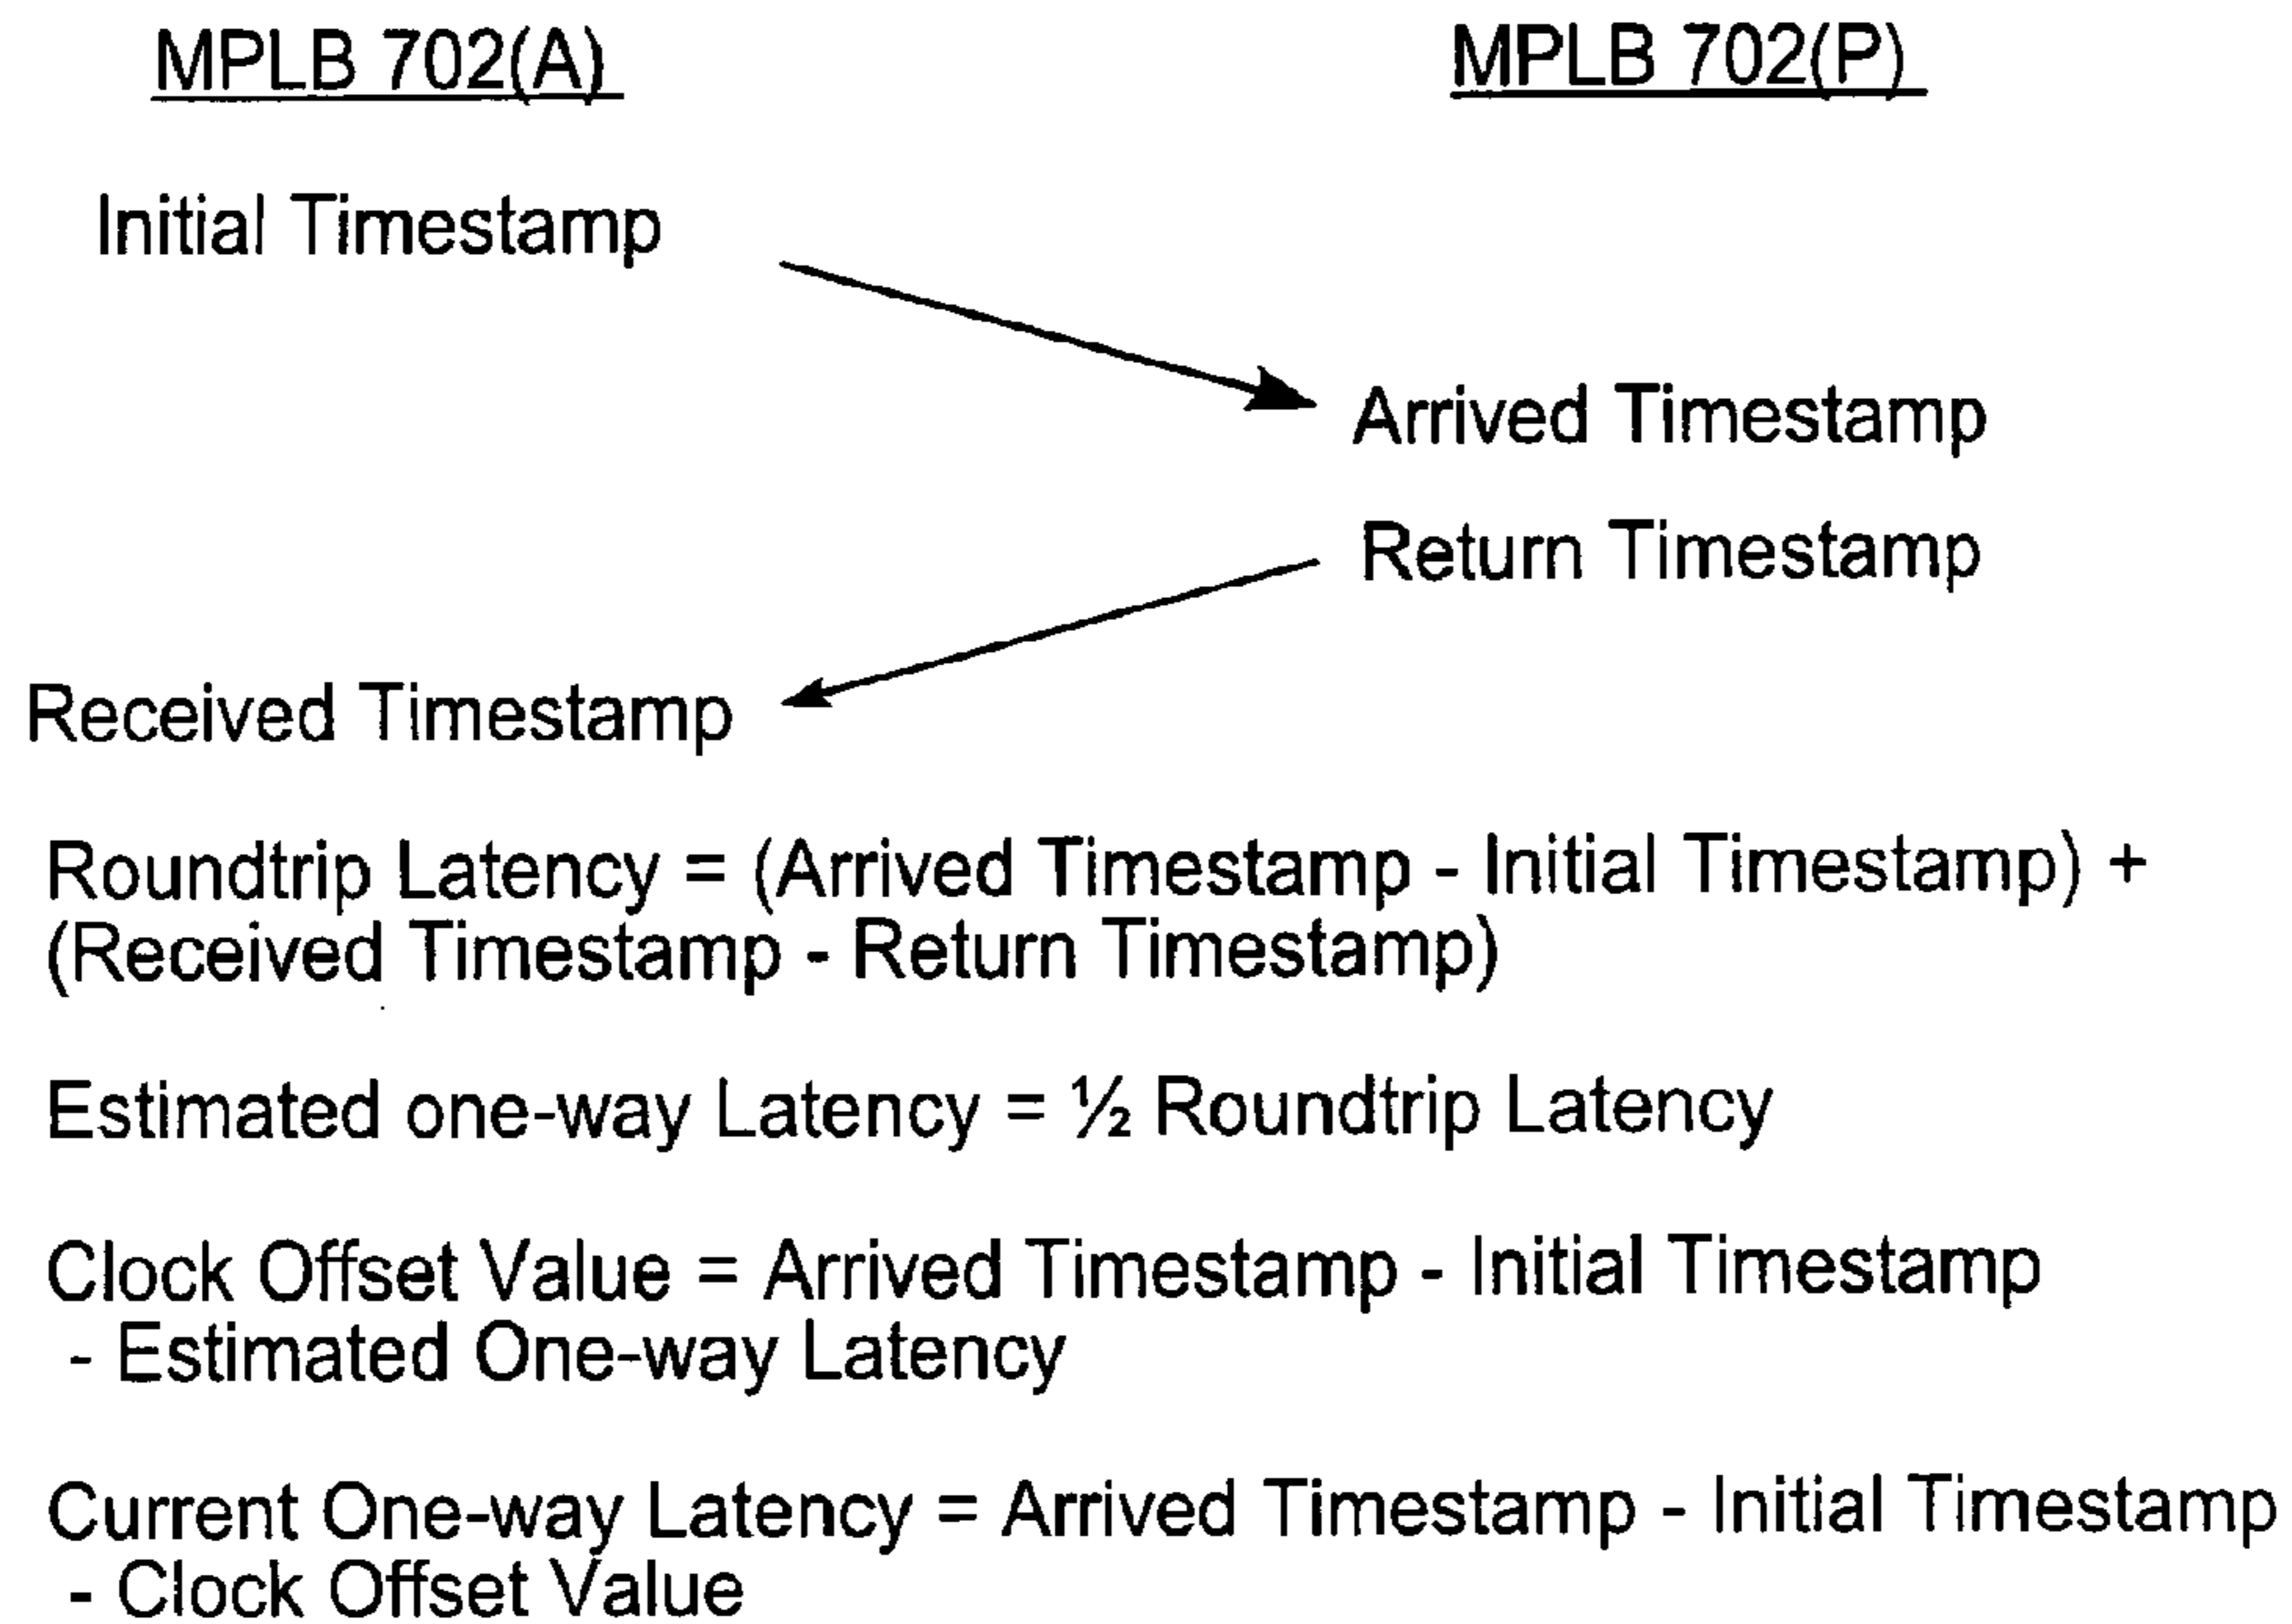 MPLB 702(A)
MPLB 702(P)
Initial Timestamp
Arrived Timestamp
Return Timestamp
Received Timestamp
Roundtrip Latency = (Arrived Timestamp - Initial Timestamp) +
(Received Timestamp - Return Timestamp)
Estimated one-way Latency = ½ Roundtrip Latency
Clock Offset Value = Arrived Timestamp - Initial Timestamp
- Estimated One-way Latency
Current One-way Latency = Arrived Timestamp - Initial Timestamp
- Clock Offset Value